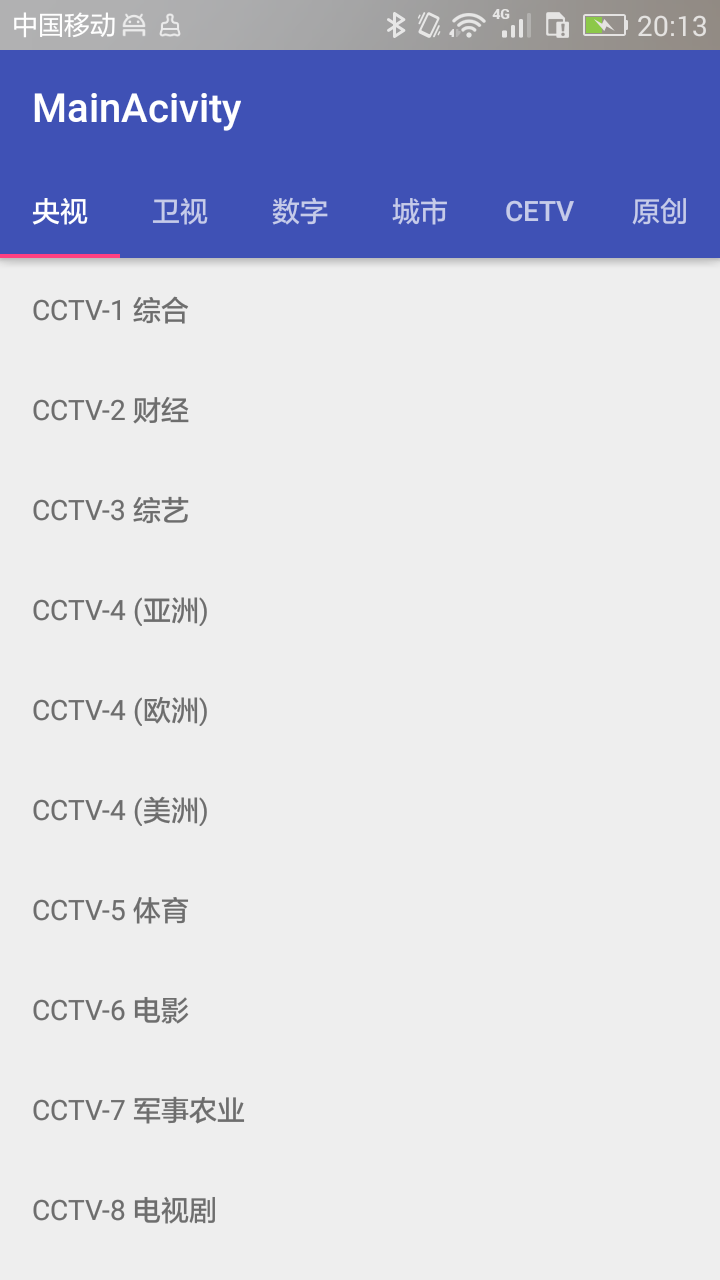 中国移动 4G 20:13
MainAcivity
央视 卫视 数字 城市 CETV 原创
CCTV-1 综合
CCTV-2 财经
CCTV-3 综艺
CCTV-4 (亚洲)
CCTV-4 (欧洲)
CCTV-4 (美洲)
CCTV-5 体育
CCTV-6 电影
CCTV-7 军事农业
CCTV-8 电视剧